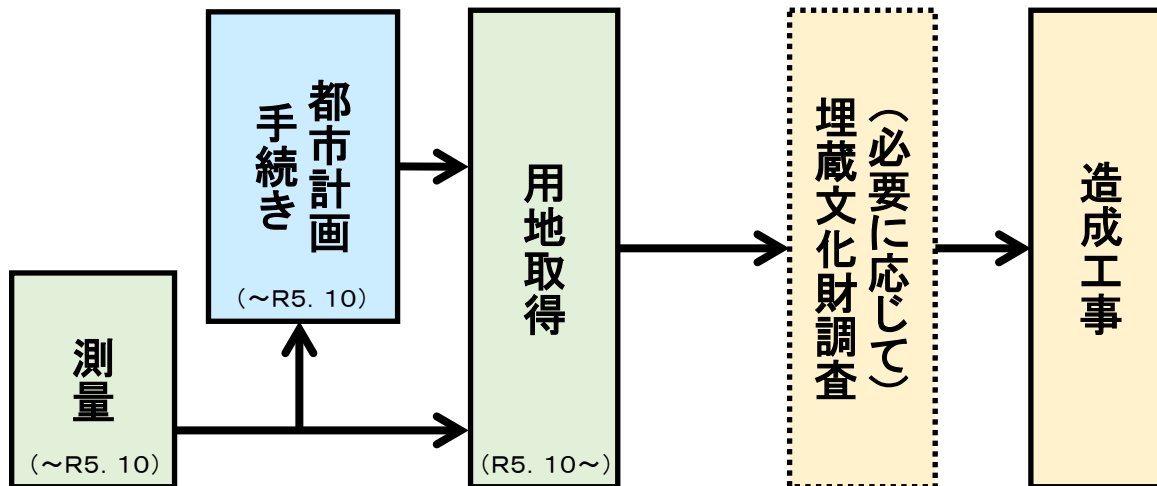 測量
(～R5. 10)
都市計画
手続き
(～R5. 10)
用地取得
(R5. 10～)
(必要に応じて)
埋蔵文化財調査
造成工事